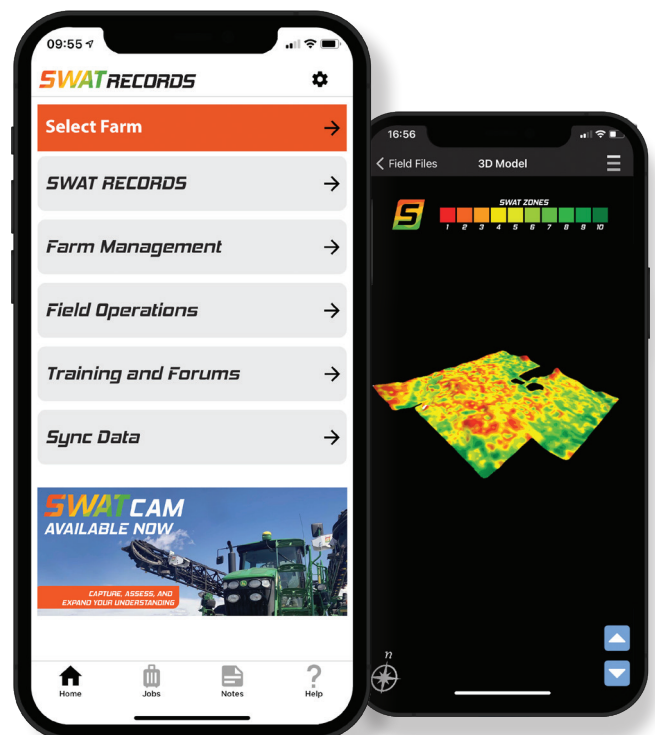 09:55
SWAT RECORDS
Select Farm
SWAT RECORDS
Farm Management
Field Operations
Training and Forums
Sync Data
SWAT CAM
AVAILABLE NOW
CAPTURE, ASSESS, AND
EXPAND YOUR UNDERSTANDING
Home
Jobs
Notes
? Help
16:56
Field Files
3D Model
S
SWAT ZONES
1 2 3 4 5 6 7 8 9 10
n